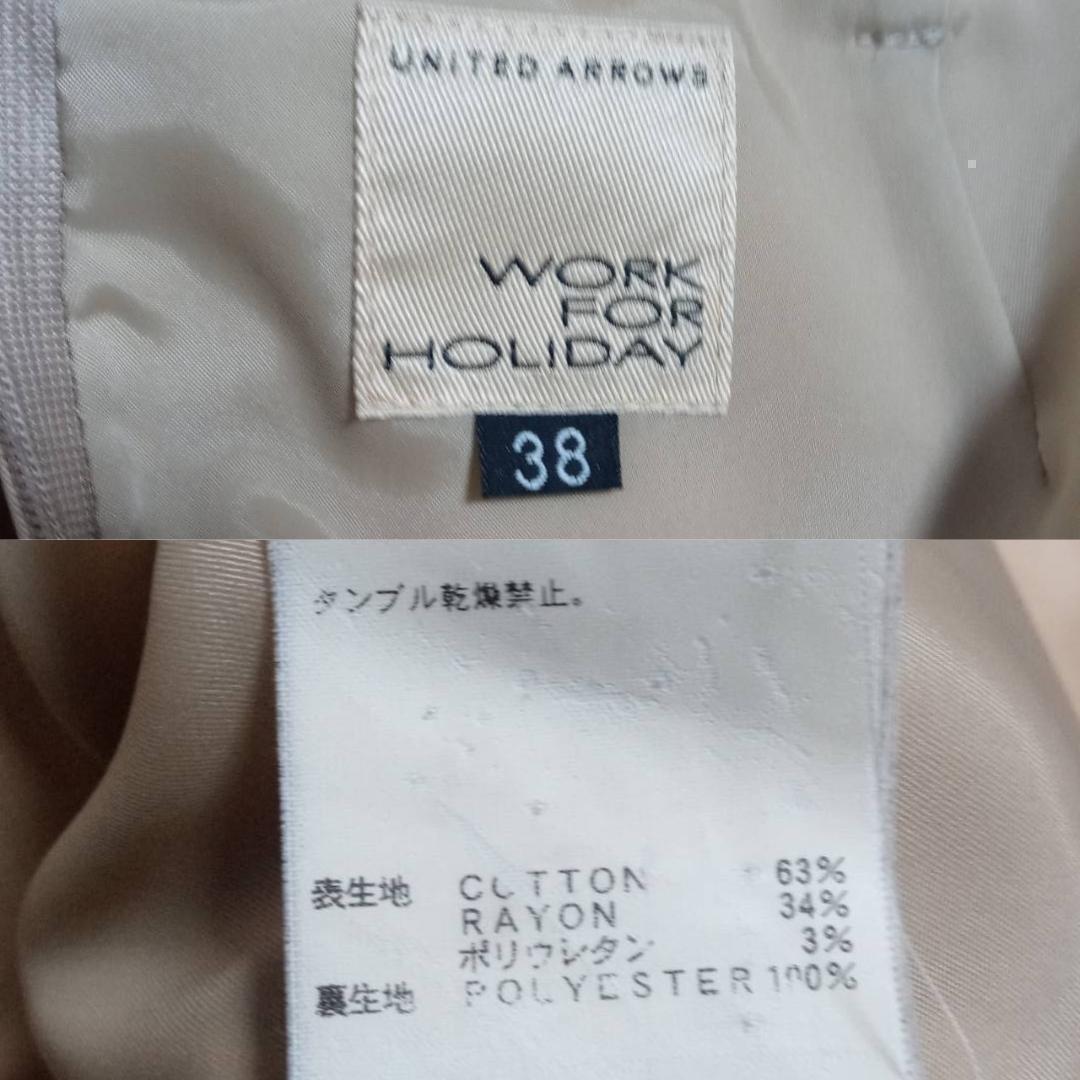 UNITED ARROWS
WORK
FOR
HOLIDAY
38
タンブル乾燥禁止。
表生地 COTTON 63%
RAYON 34%
ポリウレタン 3%
裏生地 POLYESTER 100%